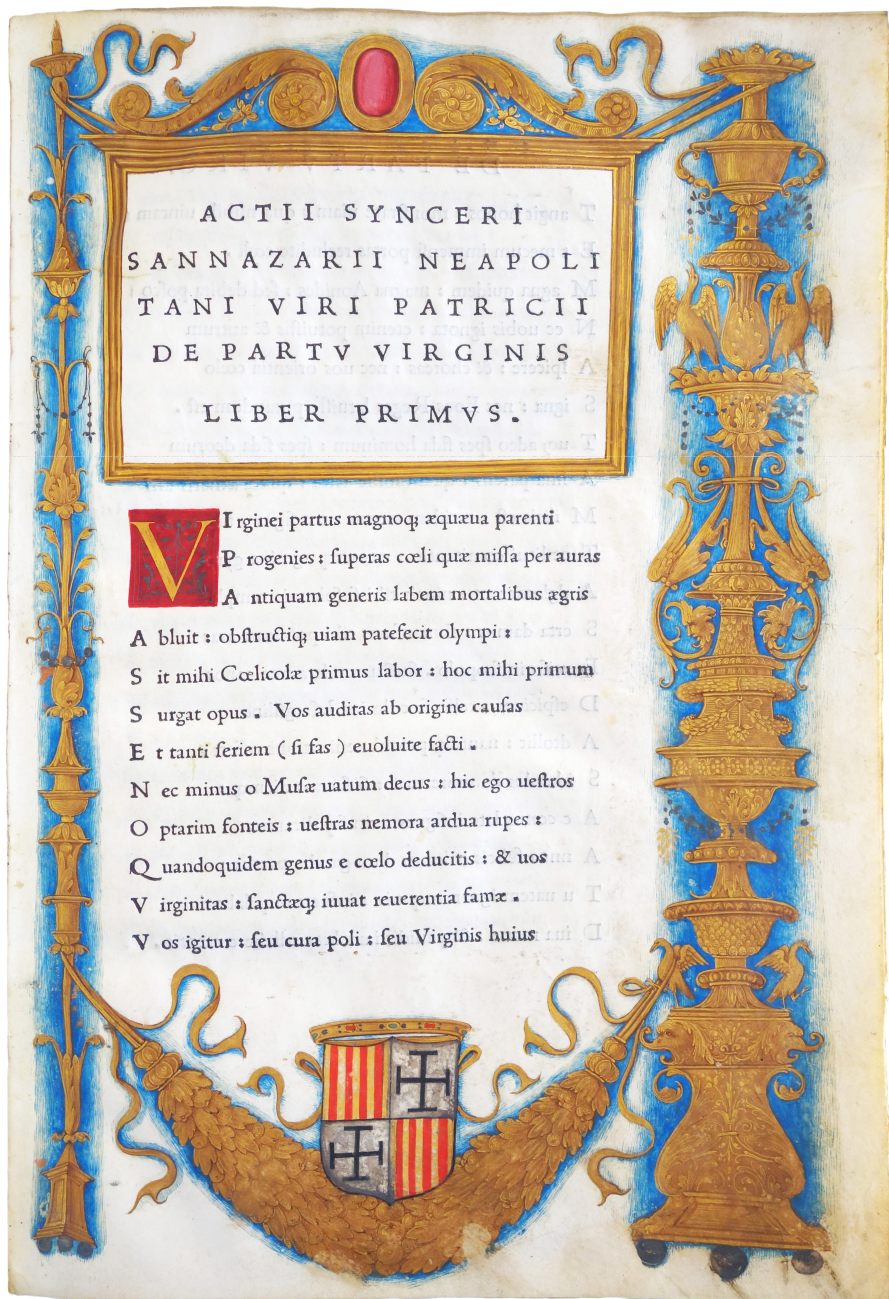 ACTII SYNCERI
SANNAZARII NEAPOLI
TANI VIRI PATRICII
DE PARTV VIRGINIS
LIBER PRIMVS.
VIrginei partus magnoq; æquæua parenti
P rogenies : ſuperas cœli quæ miſſa per auras
A ntiquam generis labem mortalibus ægris
A bluit : obſtructiq; uiam patefecit olympi :
S it mihi Cœlicolæ primus labor : hoc mihi primum
S urgat opus . Vos auditas ab origine cauſas
E t tanti ſeriem ( ſi fas ) euoluite facti .
N ec minus o Muſæ uatum decus : hic ego ueſtros
O ptarim fonteis : ueſtras nemora ardua rupes :
Q uandoquidem genus e cœlo deducitis : & uos
V irginitas : ſanctæq; iuuat reuerentia famæ .
V os igitur : ſeu cura poli : ſeu Virginis huius